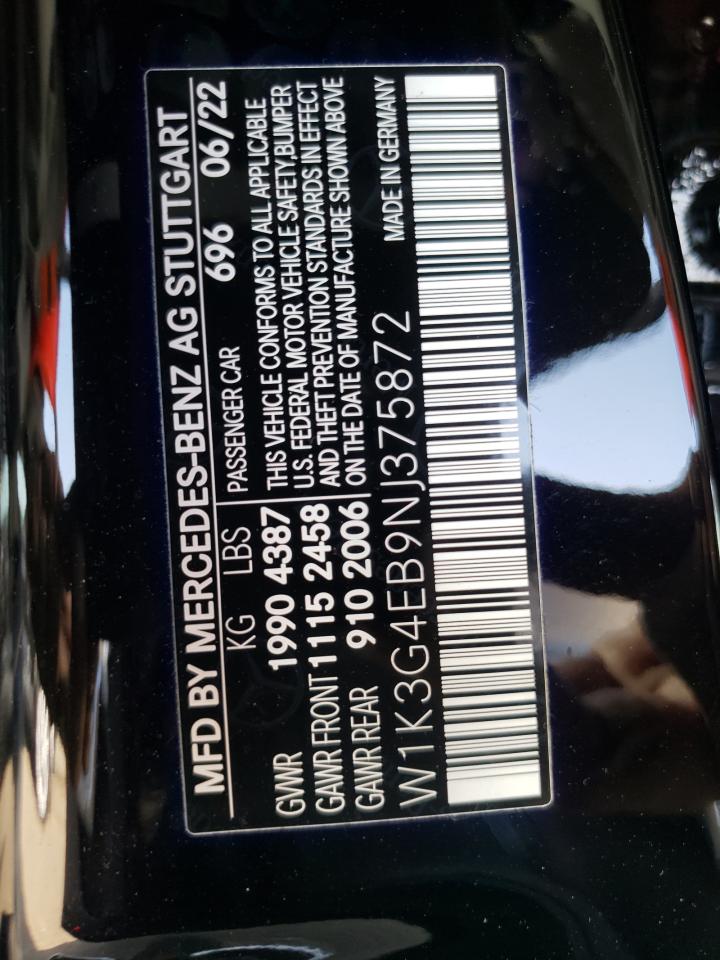 MFD BY MERCEDES-BENZ AG STUTTGART
KG LBS PASSENGER CAR 696 06/22
GVWR 1990 4387 THIS VEHICLE CONFORMS TO ALL APPLICABLE
U.S. FEDERAL MOTOR VEHICLE SAFETY,BUMPER
GAWR FRONT 1115 2458 AND THEFT PREVENTION STANDARDS IN EFFECT
GAWR REAR 910 2006 ON THE DATE OF MANUFACTURE SHOWN ABOVE
W1K3G4EB9NJ375872 MADE IN GERMANY